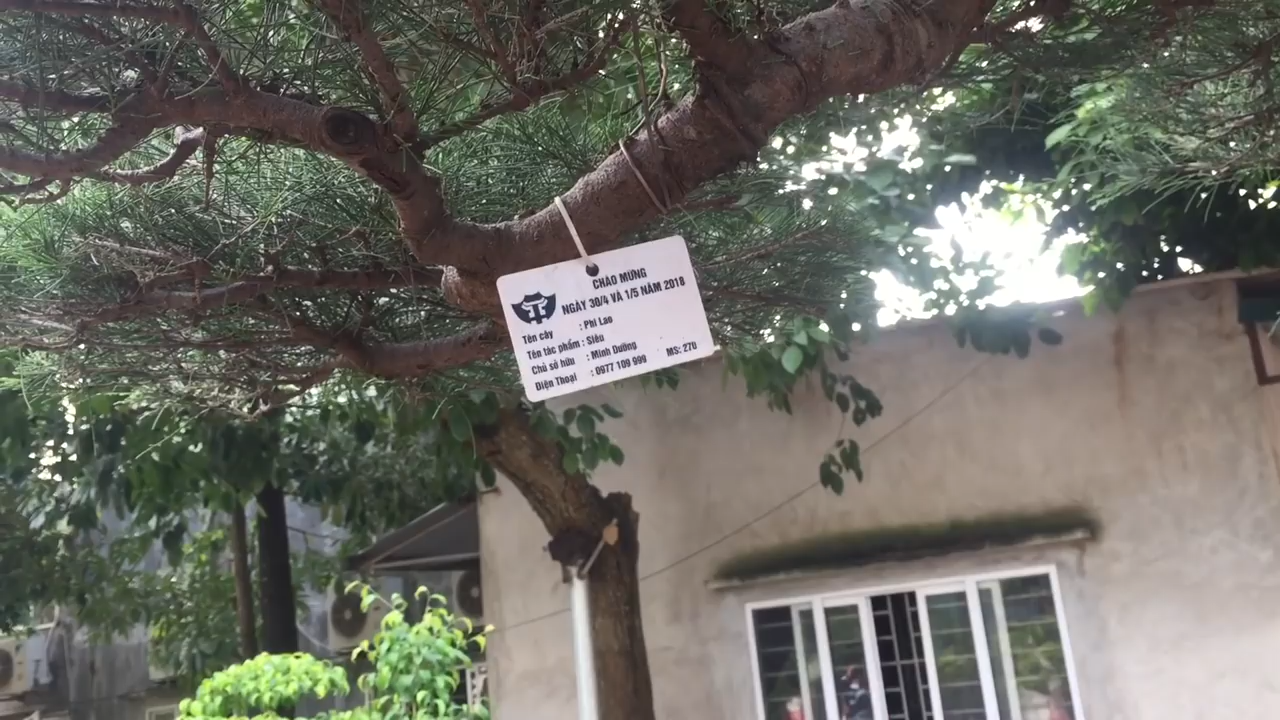 CHÀO MỪNG
NGÀY 30/4 VÀ 1/5 NĂM 2018
Tên cây : Phi Lao
Tên tác phẩm : Siêu
Chủ sở hữu : Minh Dường
Điện Thoại : 0977 109 999 MS: 270